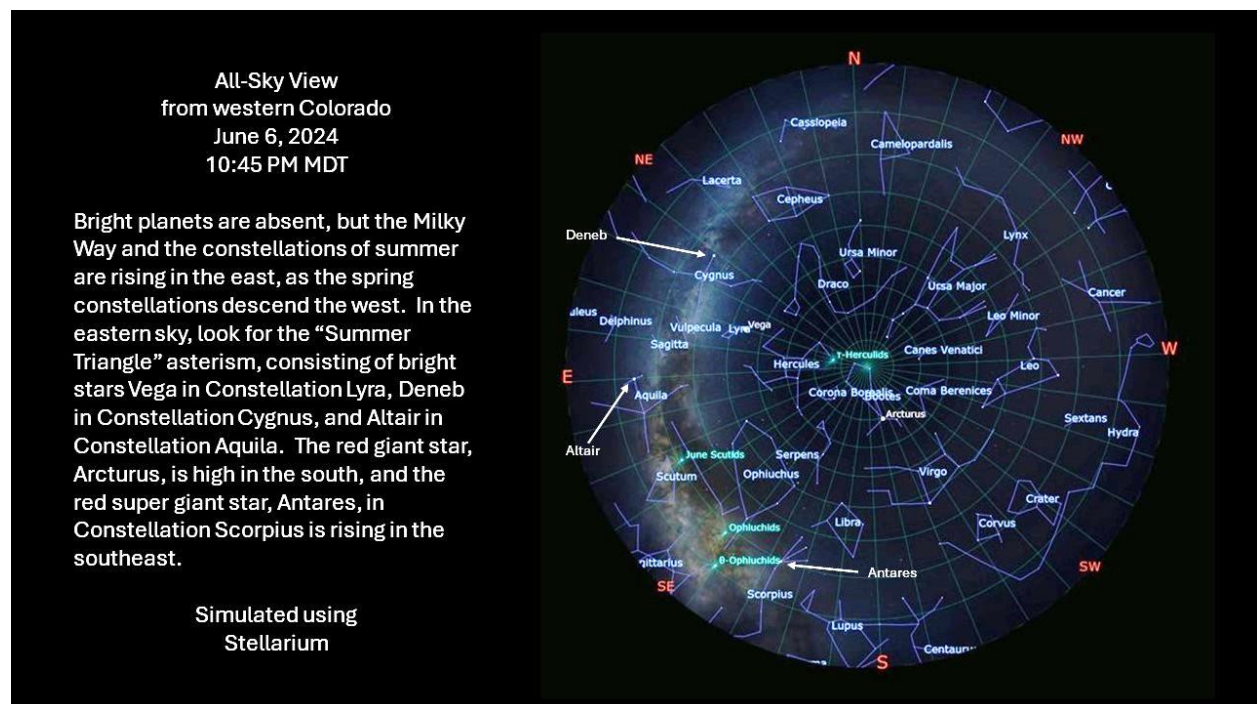 All-Sky View
from western Colorado
June 6, 2024
10:45 PM MDT
Bright planets are absent, but the Milky
Way and the constellations of summer
are rising in the east, as the spring
constellations descend the west. In the
eastern sky, look for the “Summer
Triangle” asterism, consisting of bright
stars Vega in Constellation Lyra, Deneb
in Constellation Cygnus, and Altair in
Constellation Aquila. The red giant star,
Arcturus, is high in the south, and the
red super giant star, Antares, in
Constellation Scorpius is rising in the
southeast.
Simulated using
Stellarium
N
Cassiopeia
Camelopardalis
NW
NE
Lacerta
Cepheus
Deneb
Lynx
Ursa Minor
Cygnus
Draco
Ursa Major
Cancer
uleus
Delphinus
Vulpecula
Lyra
Vega
Leo Minor
Sagitta
Canes Venatici
W
τ-Herculids
Hercules
Leo
E
Aquila
Corona Borealis
Bootes
Coma Berenices
Arcturus
Sextans
Hydra
Altair
June Scutids
Serpens
Scutum
Ophiuchus
Virgo
Crater
Libra
Corvus
Ophiuchids
gittarius
θ-Ophiuchids
Antares
SW
SE
Scorpius
Lupus
Centauru
S